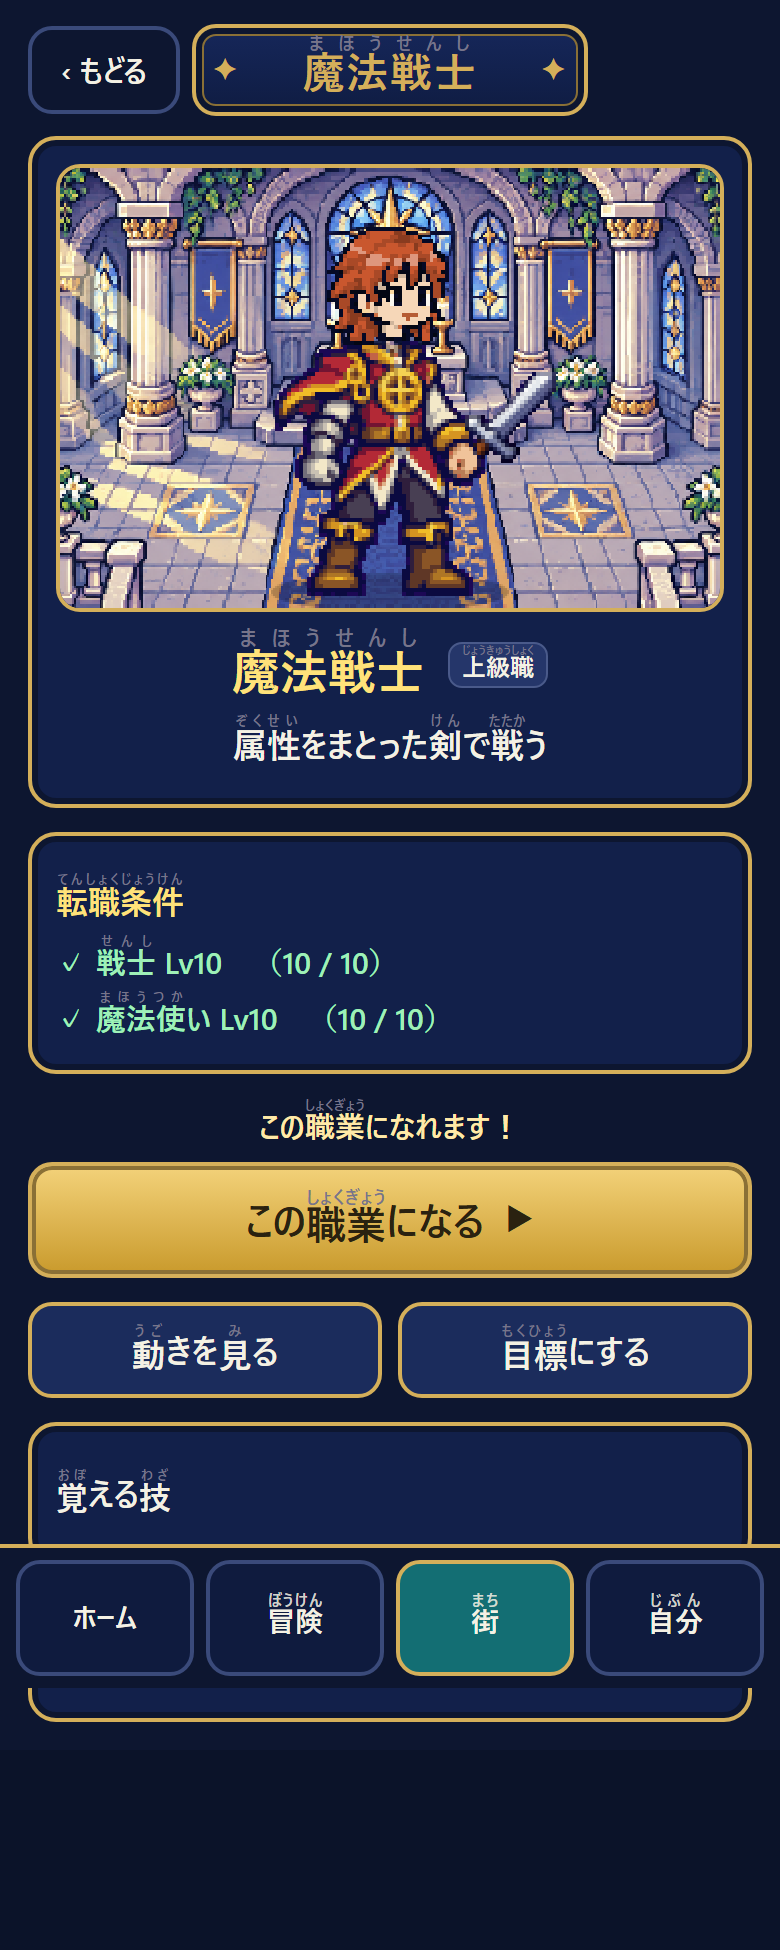 ‹ もどる
まほうせんし
✦ 魔法戦士 ✦
まほうせんし
魔法戦士
じょうきゅうしょく
上級職
ぞくせい けん たたか
属性をまとった剣で戦う
てんしょくじょうけん
転職条件
せんし
✓ 戦士 Lv10 （10 / 10）
まほうつか
✓ 魔法使い Lv10 （10 / 10）
しょくぎょう
この職業になれます！
しょくぎょう
この職業になる ▶
うご み
動きを見る
もくひょう
目標にする
おぼ わざ
覚える技
ホーム
ぼうけん
冒険
まち
街
じぶん
自分